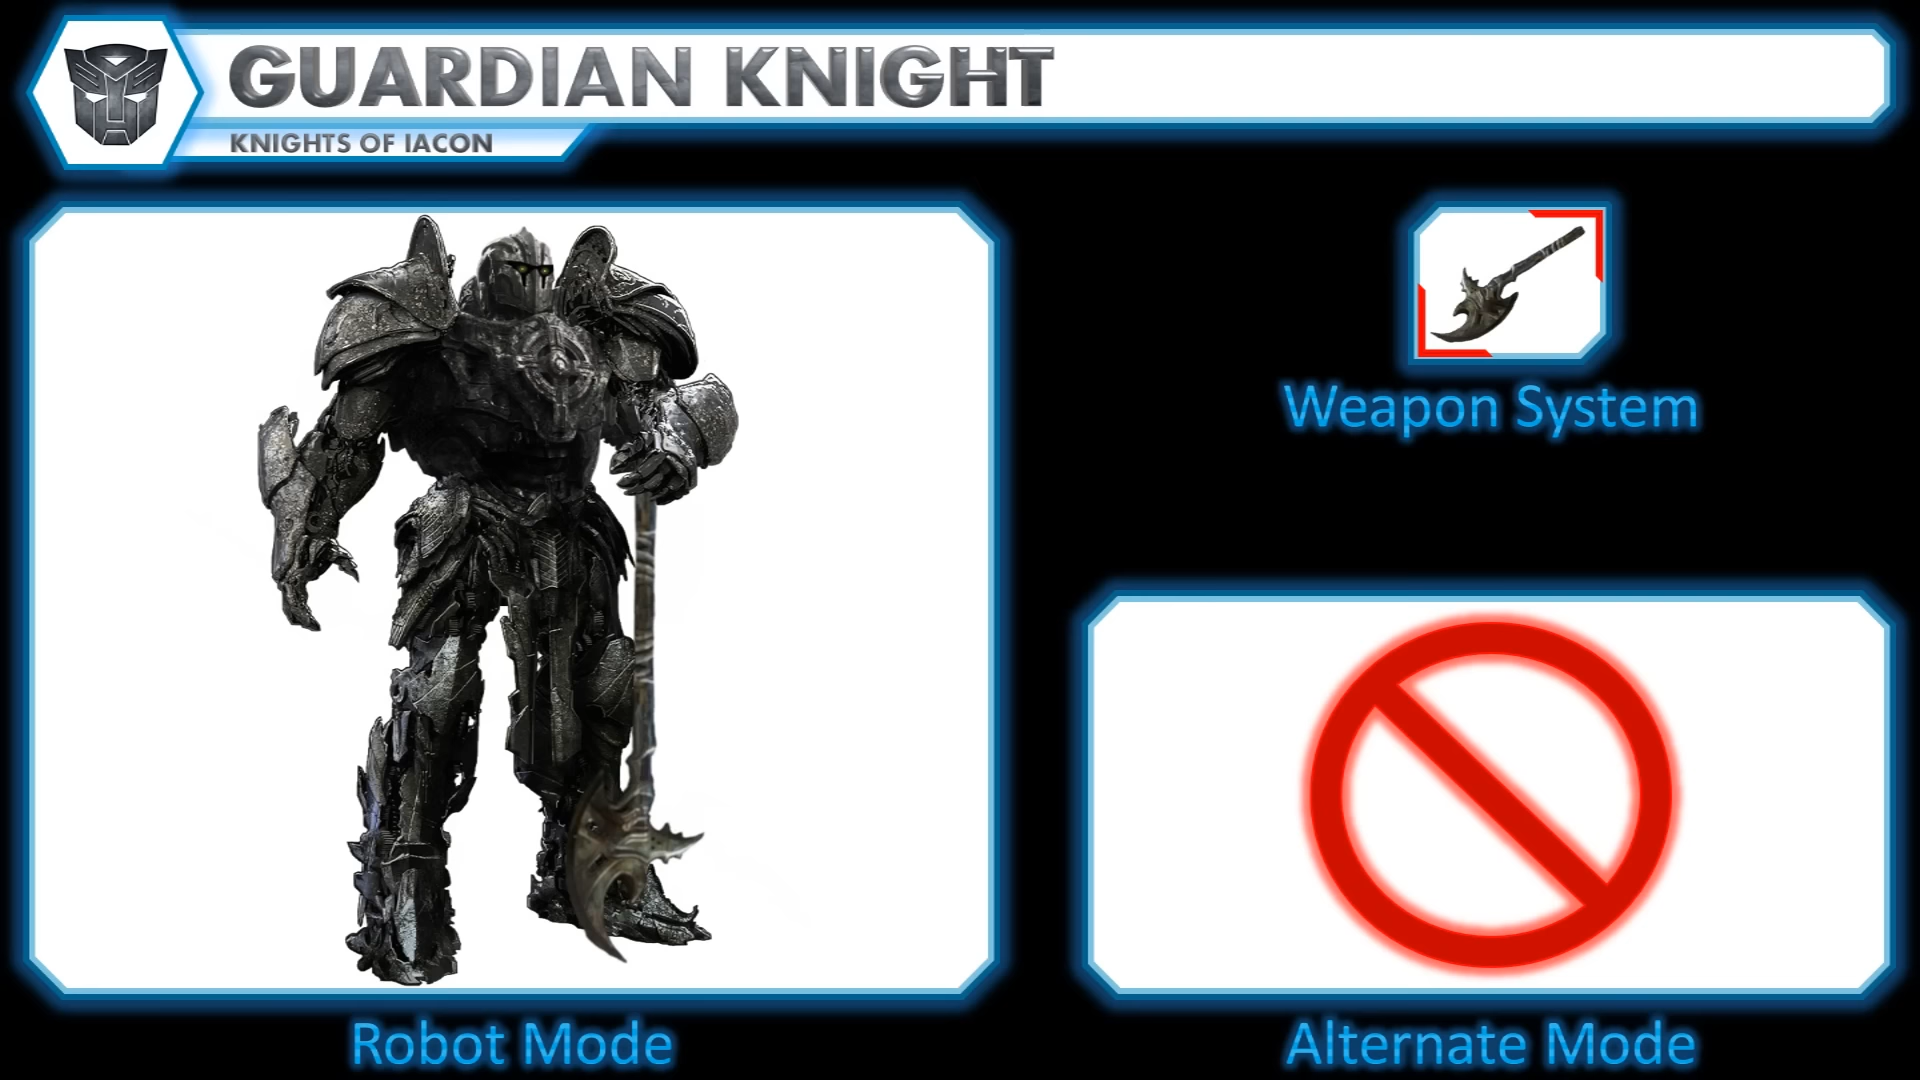 GUARDIAN KNIGHT
KNIGHTS OF IACON
Weapon System
Robot Mode
Alternate Mode